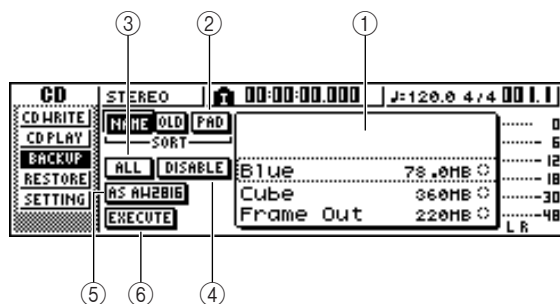 ③ ② ①
CD STEREO 00:00:00.000 ♩=120.0 4/4 001.1
CD WRITE NAME OLD PAD
CD PLAY SORT
BACKUP ALL DISABLE
RESTORE AS AW2816
SETTING EXECUTE
Blue 78.0MB
Cube 360MB
Frame Out 220MB
0
6
12
18
30
48
L R
⑤ ⑥ ④